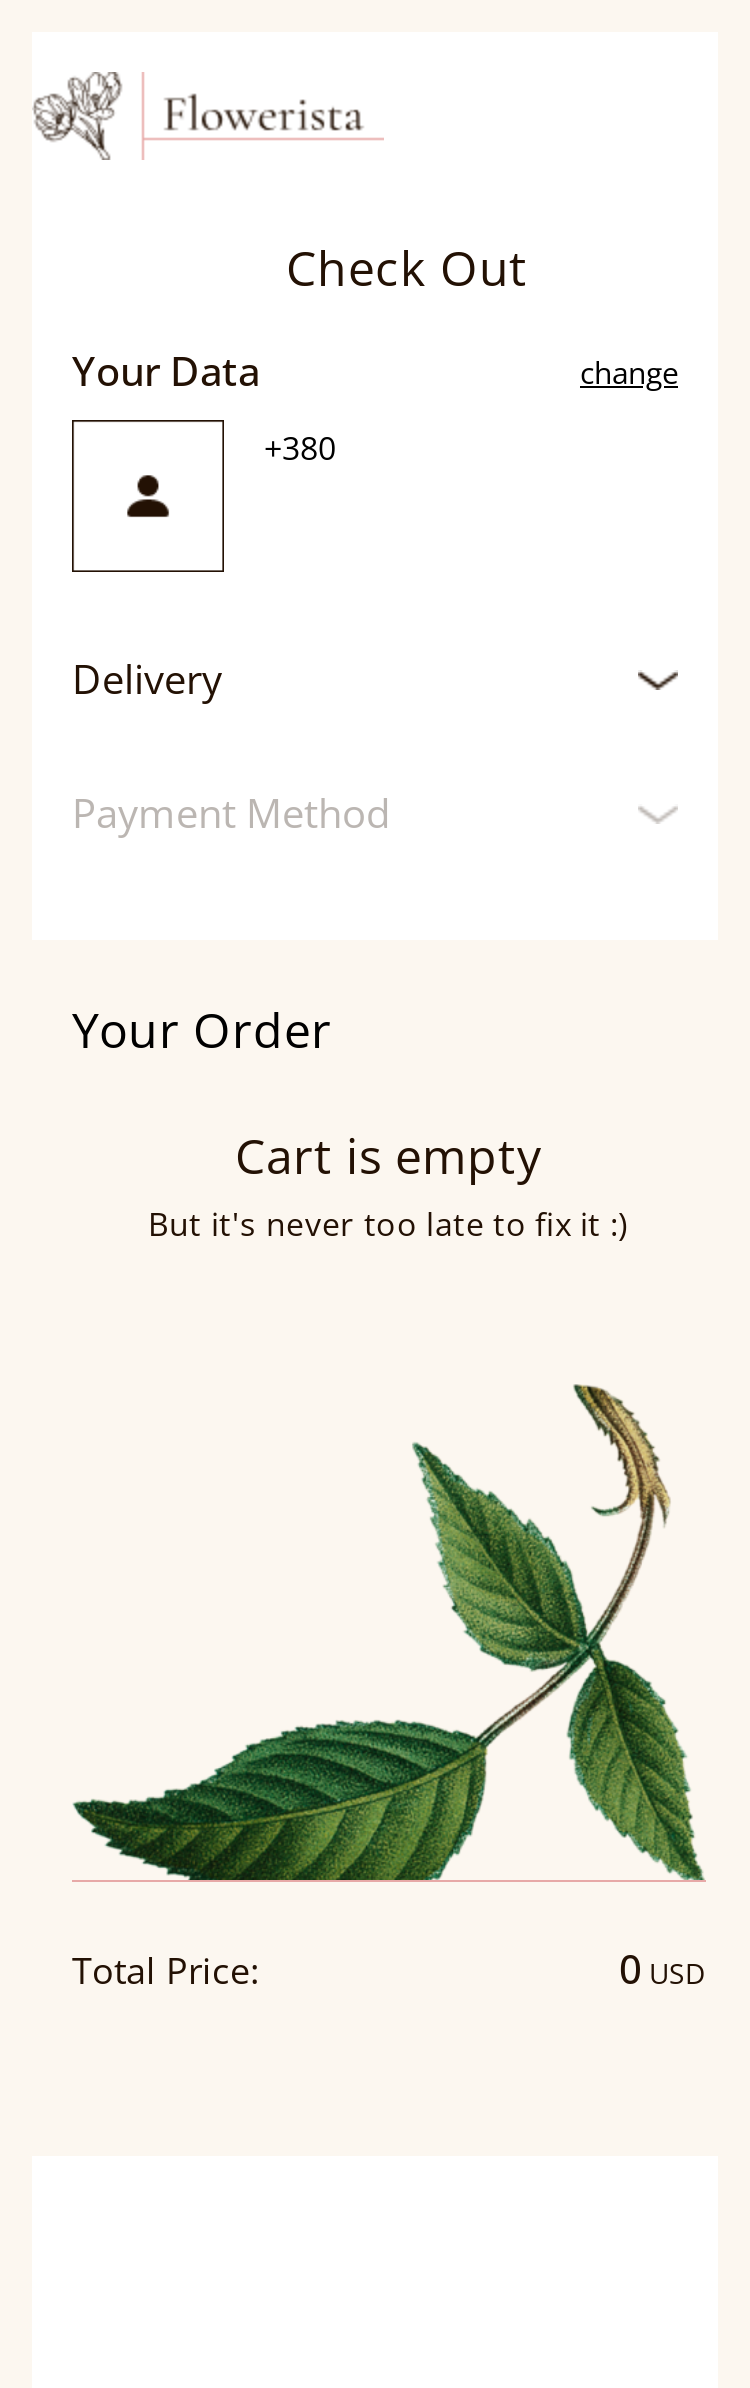 Flowerista
Check Out
Your Data
change
+380
Delivery
Payment Method
Your Order
Cart is empty
But it's never too late to fix it :)
Total Price:
0 USD